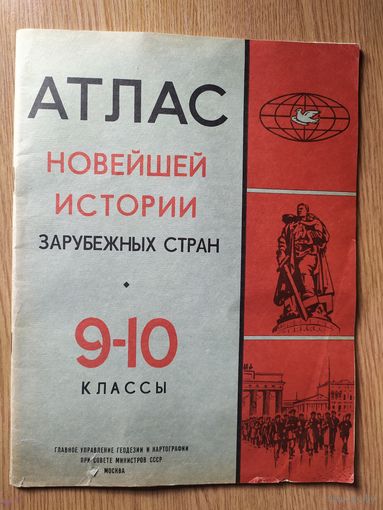 АТЛАС
НОВЕЙШЕЙ
ИСТОРИИ
ЗАРУБЕЖНЫХ СТРАН
9-10
КЛАССЫ
ГЛАВНОЕ УПРАВЛЕНИЕ ГЕОДЕЗИИ И КАРТОГРАФИИ
ПРИ СОВЕТЕ МИНИСТРОВ СССР
МОСКВА